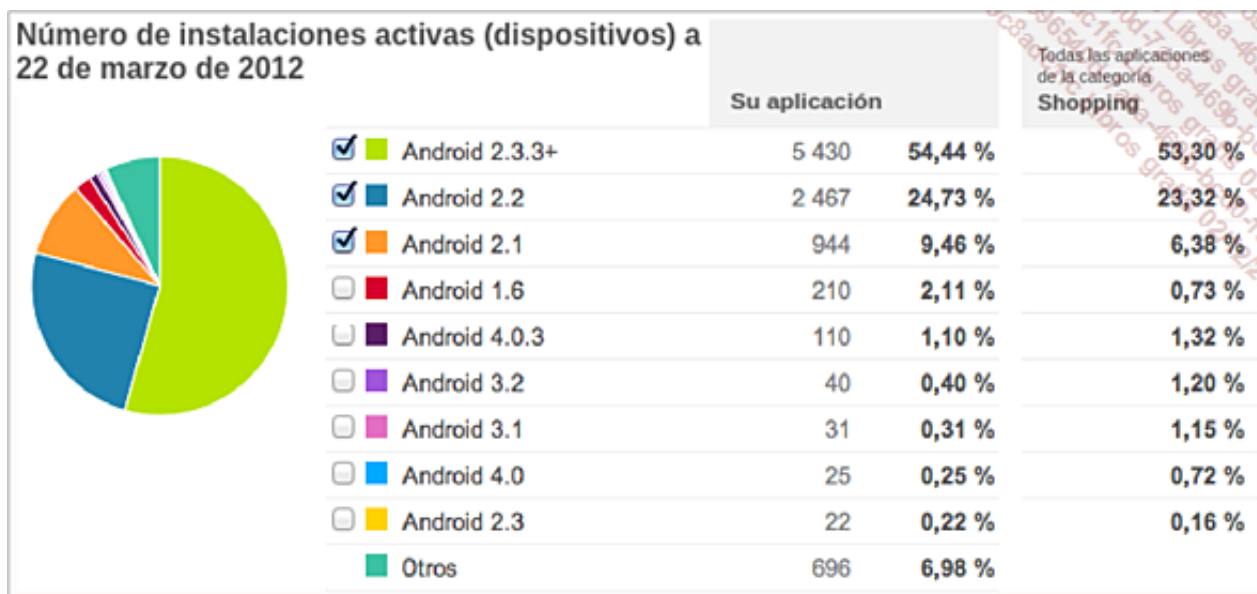 Número de instalaciones activas (dispositivos) a
22 de marzo de 2012
Su aplicación
Todas las aplicaciones
de la categoría
Shopping
Android 2.3.3+ 5 430 54,44 % 53,30 %
Android 2.2 2 467 24,73 % 23,32 %
Android 2.1 944 9,46 % 6,38 %
Android 1.6 210 2,11 % 0,73 %
Android 4.0.3 110 1,10 % 1,32 %
Android 3.2 40 0,40 % 1,20 %
Android 3.1 31 0,31 % 1,15 %
Android 4.0 25 0,25 % 0,72 %
Android 2.3 22 0,22 % 0,16 %
Otros 696 6,98 %